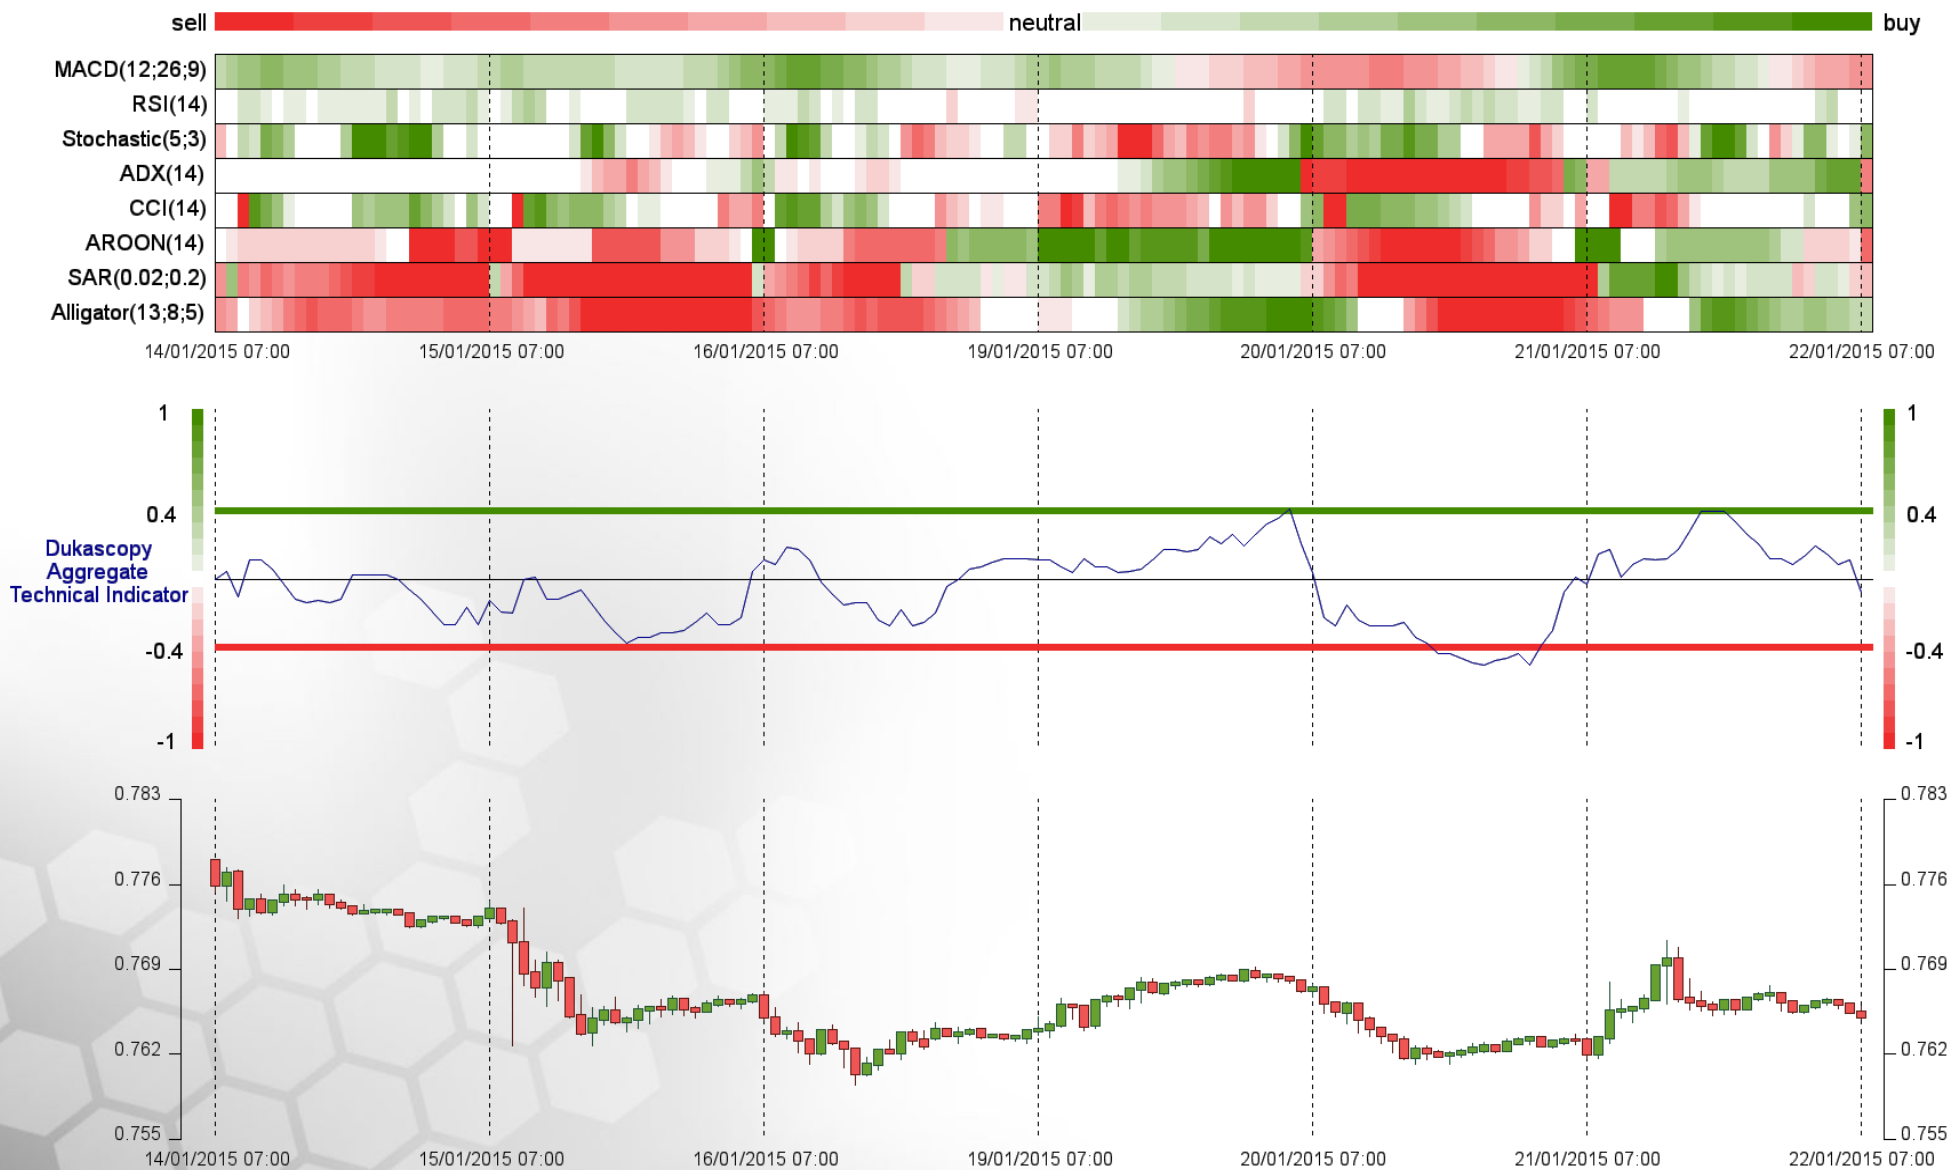 sell neutral buy
MACD(12;26;9)
RSI(14)
Stochastic(5;3)
ADX(14)
CCI(14)
AROON(14)
SAR(0.02;0.2)
Alligator(13;8;5)
14/01/2015 07:00 15/01/2015 07:00 16/01/2015 07:00 19/01/2015 07:00 20/01/2015 07:00 21/01/2015 07:00 22/01/2015 07:00
1 1
0.4 0.4
Dukascopy
Aggregate
Technical Indicator
-0.4 -0.4
-1 -1
0.783 0.783
0.776 0.776
0.769 0.769
0.762 0.762
0.755 0.755
14/01/2015 07:00 15/01/2015 07:00 16/01/2015 07:00 19/01/2015 07:00 20/01/2015 07:00 21/01/2015 07:00 22/01/2015 07:00